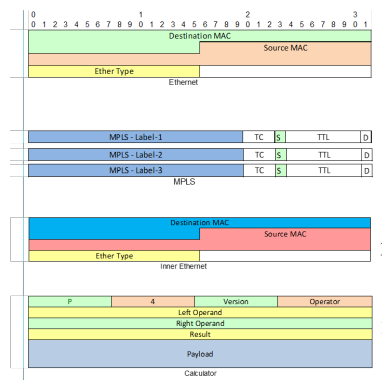 0 1 2 3
0 1 2 3 4 5 6 7 8 9 0 1 2 3 4 5 6 7 8 9 0 1 2 3 4 5 6 7 8 9 0 1
Destination MAC
Source MAC
Ether Type
Ethernet
MPLS - Label-1 TC S TTL D
MPLS - Label-2 TC S TTL D
MPLS - Label-3 TC S TTL D
MPLS
Destination MAC
Source MAC
Ether Type
Inner Ethernet
P 4 Version Operator
Left Operand
Right Operand
Result
Payload
Calculator